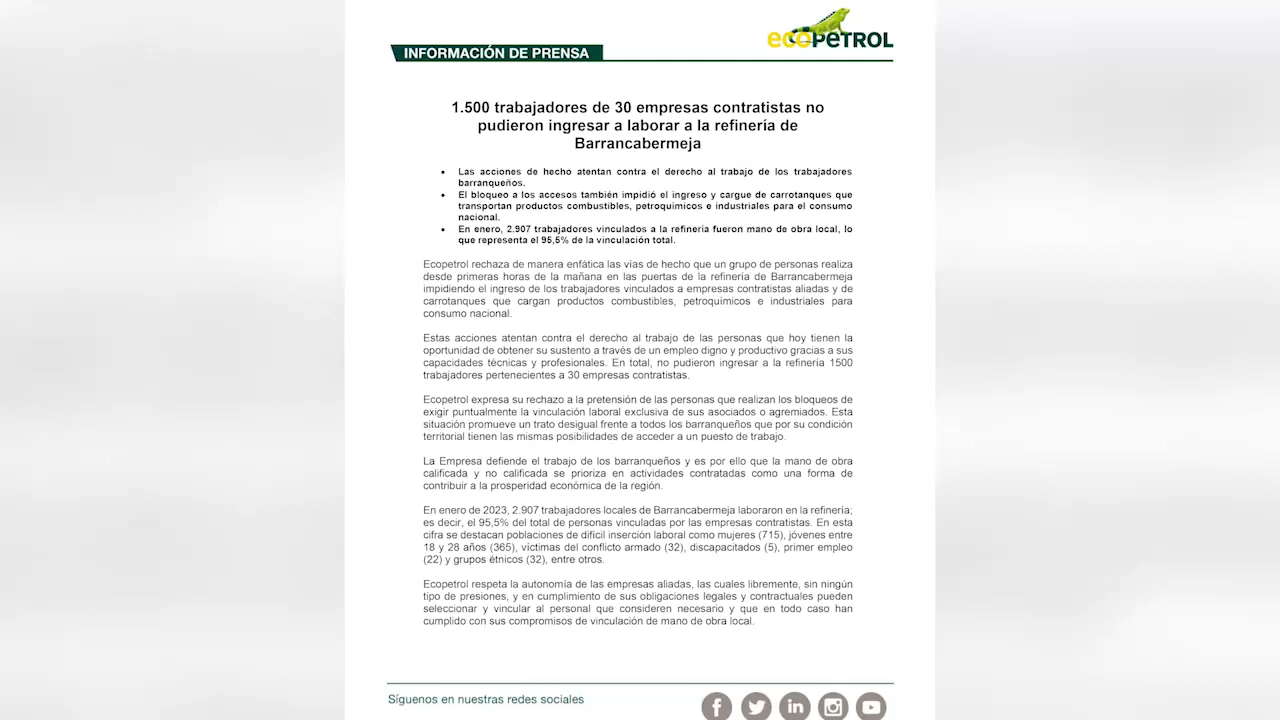 ecoPETROL
INFORMACIÓN DE PRENSA
1.500 trabajadores de 30 empresas contratistas no
pudieron ingresar a laborar a la refinería de
Barrancabermeja
• Las acciones de hecho atentan contra el derecho al trabajo de los trabajadores
barranqueños.
• El bloqueo a los accesos también impidió el ingreso y cargue de carrotanques que
transportan productos combustibles, petroquímicos e industriales para el consumo
nacional.
• En enero, 2.907 trabajadores vinculados a la refinería fueron mano de obra local, lo
que representa el 95,5% de la vinculación total.
Ecopetrol rechaza de manera enfática las vías de hecho que un grupo de personas realiza
desde primeras horas de la mañana en las puertas de la refinería de Barrancabermeja
impidiendo el ingreso de los trabajadores vinculados a empresas contratistas aliadas y de
carrotanques que cargan productos combustibles, petroquímicos e industriales para
consumo nacional.
Estas acciones atentan contra el derecho al trabajo de las personas que hoy tienen la
oportunidad de obtener su sustento a través de un empleo digno y productivo gracias a sus
capacidades técnicas y profesionales. En total, no pudieron ingresar a la refinería 1500
trabajadores pertenecientes a 30 empresas contratistas.
Ecopetrol expresa su rechazo a la pretensión de las personas que realizan los bloqueos de
exigir puntualmente la vinculación laboral exclusiva de sus asociados o agremiados. Esta
situación promueve un trato desigual frente a todos los barranqueños que por su condición
territorial tienen las mismas posibilidades de acceder a un puesto de trabajo.
La Empresa defiende el trabajo de los barranqueños y es por ello que la mano de obra
calificada y no calificada se prioriza en actividades contratadas como una forma de
contribuir a la prosperidad económica de la región.
En enero de 2023, 2.907 trabajadores locales de Barrancabermeja laboraron en la refinería;
es decir, el 95,5% del total de personas vinculadas por las empresas contratistas. En esta
cifra se destacan poblaciones de difícil inserción laboral como mujeres (715), jóvenes entre
18 y 28 años (365), víctimas del conflicto armado (32), discapacitados (5), primer empleo
(22) y grupos étnicos (32), entre otros.
Ecopetrol respeta la autonomía de las empresas aliadas, las cuales libremente, sin ningún
tipo de presiones, y en cumplimiento de sus obligaciones legales y contractuales pueden
seleccionar y vincular al personal que consideren necesario y que en todo caso han
cumplido con sus compromisos de vinculación de mano de obra local.
Síguenos en nuestras redes sociales